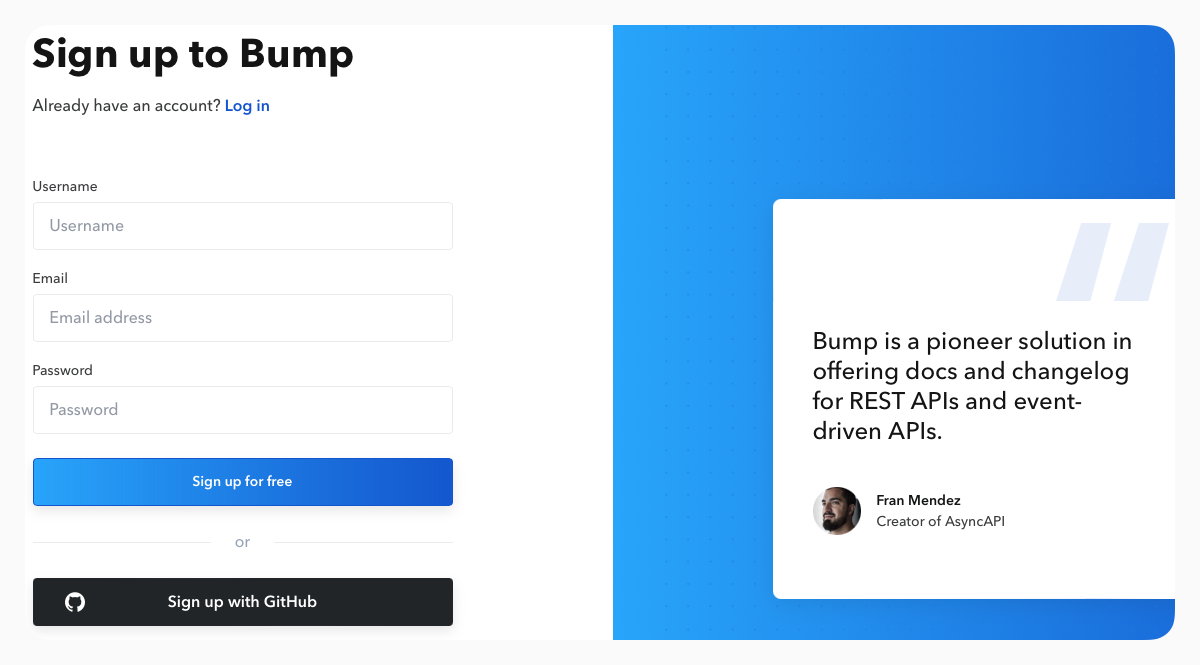 Sign up to Bump
Already have an account? Log in
Username
Username
Email
Email address
Password
Password
Sign up for free
or
Sign up with GitHub
Bump is a pioneer solution in
offering docs and changelog
for REST APIs and event-
driven APIs.
Fran Mendez
Creator of AsyncAPI